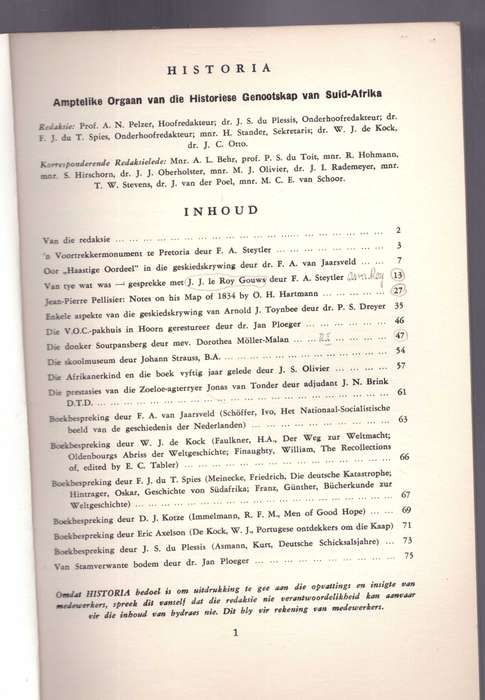 HISTORIA
Amptelike Orgaan van die Historiese Genootskap van Suid-Afrika
Redaksie: Prof. A. N. Pelzer, Hoofredakteur; dr. J. S. du Plessis, Onderhoofredakteur; dr.
F. J. du T. Spies, Onderhoofredakteur; mnr. H. Stander, Sekretaris; dr. W. J. de Kock,
dr. J. C. Otto.
Korresponderende Redaksielede: Mnr. A. L. Behr, prof. P. S. du Toit, mnr. R. Hohmann,
mnr. S. Hirschorn, dr. J. J. Oberholster, mnr. M. J. Olivier, dr. J. I. Rademeyer, mnr.
T. W. Stevens, dr. J. van der Poel, mnr. M. C. E. van Schoor.
INHOUD
Van die redaksie ... 2
'n Voortrekkermonument te Pretoria deur F. A. Steytler ... 3
Oor „Haastige Oordeel" in die geskiedskrywing deur dr. F. A. van Jaarsveld ... 7
Van tye wat was — gesprekke met J. J. le Roy Gouws deur F. A. Steytler 13
Jean-Pierre Pellisier: Notes on his Map of 1834 by O. H. Hartmann ... 27
Enkele aspekte van die geskiedskrywing van Arnold J. Toynbee deur dr. P. S. Dreyer 35
Die V.O.C.-pakhuis in Hoorn gerestureer deur dr. Jan Ploeger ... 46
Die donker Soutpansberg deur mev. Dorothea Möller-Malan ... 47
Die skoolmuseum deur Johann Strauss, B.A. ... 54
Die Afrikanerkind en die boek vyftig jaar gelede deur J. S. Olivier ... 57
Die prestasies van die Zoeloe-agterryer Jonas van Tonder deur adjudant J. N. Brink
D.T.D. ... 61
Boekbespreking deur F. A. van Jaarsveld (Schöffer, Ivo, Het Nationaal-Socialistische
beeld van de geschiedenis der Nederlanden) ... 63
Boekbespreking deur W. J. de Kock (Faulkner, H.A., Der Weg zur Weltmacht;
Oldenbourgs Abriss der Weltgeschichte; Finaughty, William, The Recollections
of, edited by E. C. Tabler) ... 66
Boekbespreking deur F. J. du T. Spies (Meinecke, Friedrich, Die deutsche Katastrophe;
Hintrager, Oskar, Geschichte von Südafrika; Franz, Günther, Bücherkunde zur
Weltgeschichte) ... 67
Boekbespreking deur D. J. Kotze (Immelmann, R. F. M., Men of Good Hope) ... 69
Boekbespreking deur Eric Axelson (De Kock, W. J., Portugese ontdekkers om die Kaap) 71
Boekbespreking deur J. S. du Plessis (Asmann, Kurt, Deutsche Schicksalsjahre) ... 73
Van Stamverwante bodem deur dr. Jan Ploeger ... 75
Omdat HISTORIA bedoel is om uitdrukking te gee aan die opvattings en insigte van
medewerkers, spreek dit vanself dat die redaksie nie verantwoordelikheid kan aanvaar
vir die inhoud van bydraes nie. Dit bly vir rekening van medewerkers.
1